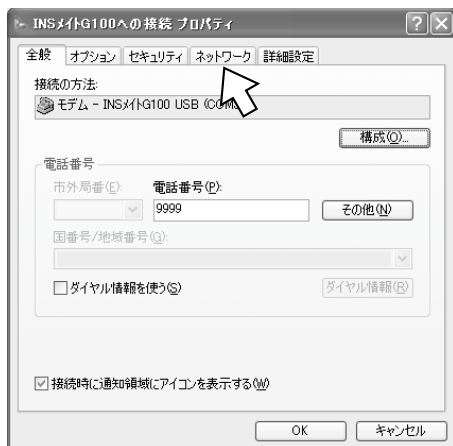 INSメイトG100への接続 プロパティ
全般 オプション セキュリティ ネットワーク 詳細設定
接続の方法:
モデム - INSメイトG100 USB (COM
構成(O)...
電話番号
市外局番(E): 電話番号(P):
9999 その他(N)
国番号/地域番号(G):
ダイヤル情報を使う(S) ダイヤル情報(R)
接続時に通知領域にアイコンを表示する(W)
OK キャンセル